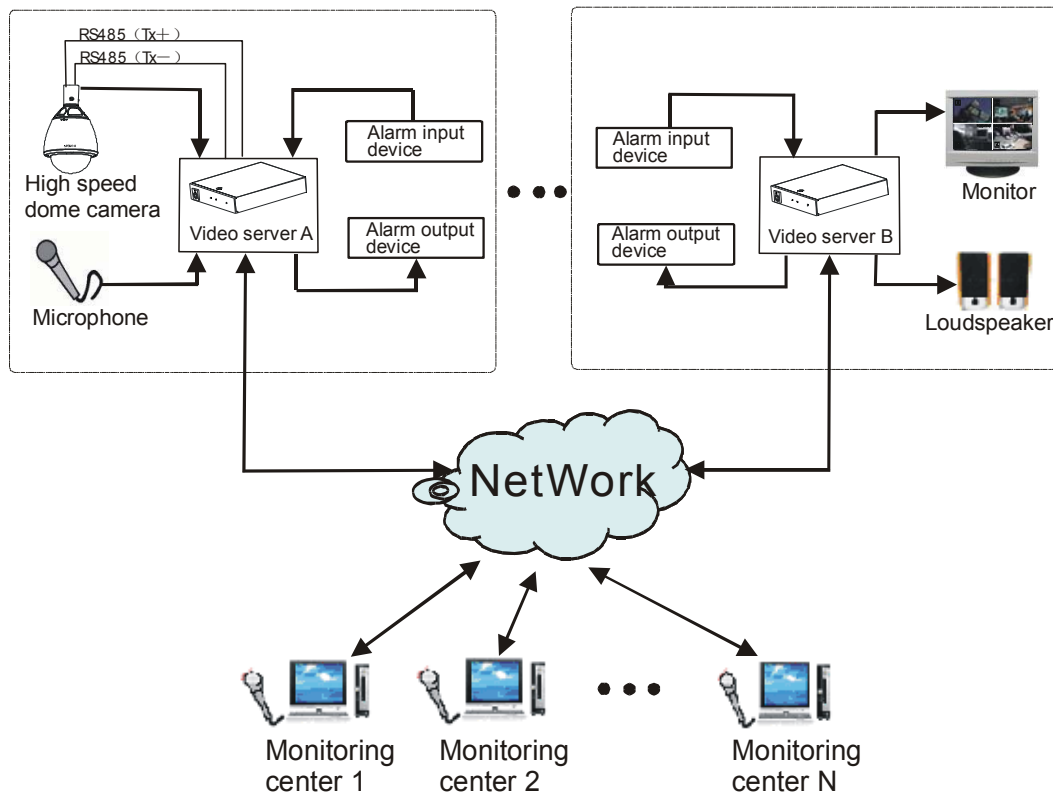 RS485（Tx＋）
RS485（Tx－）
High speed
dome camera
Microphone
Video server A
Alarm input
device
Alarm output
device
Alarm input
device
Alarm output
device
Video server B
Monitor
Loudspeaker
NetWork
Monitoring
center 1
Monitoring
center 2
Monitoring
center N